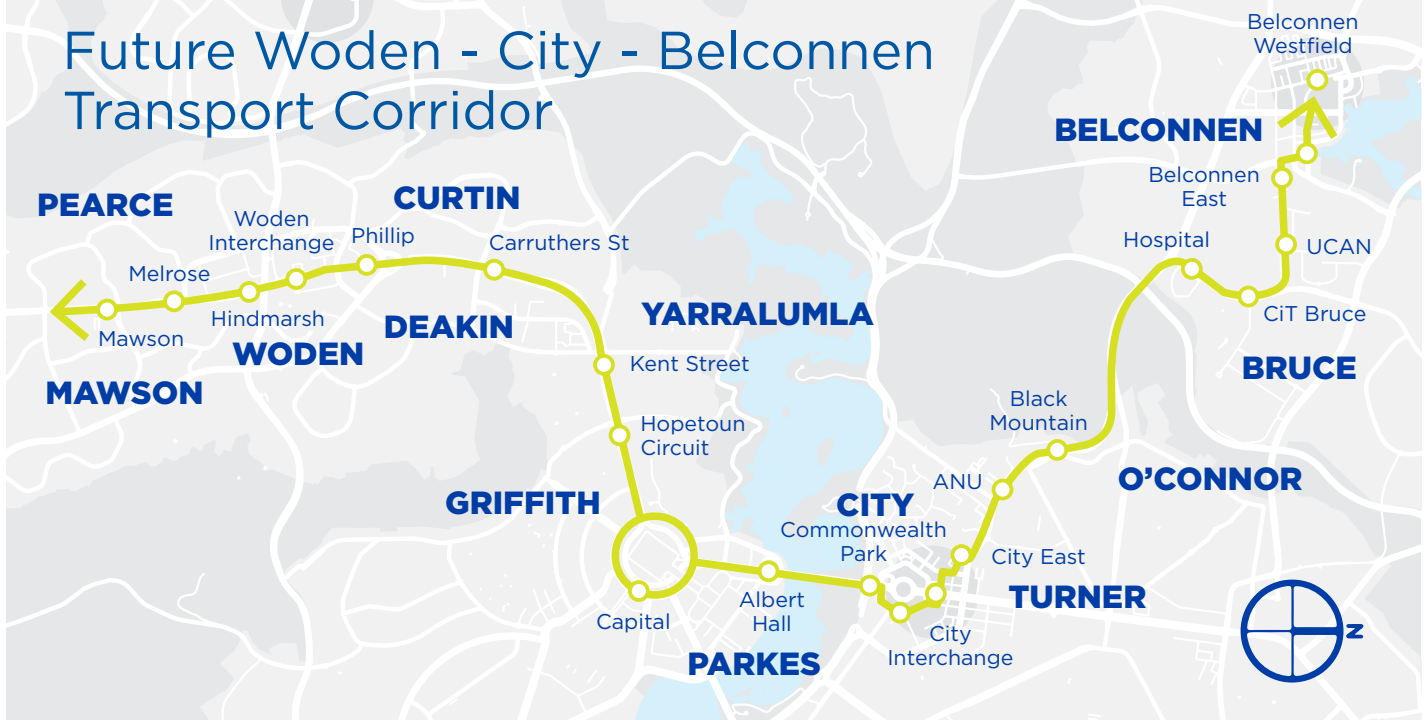 Future Woden - City - Belconnen
Transport Corridor
Belconnen
Westfield
BELCONNEN
Belconnen
East
PEARCE
CURTIN
Woden
Interchange
Phillip
Carruthers St
Hospital
UCAN
Melrose
Mawson
Hindmarsh
WODEN
DEAKIN
YARRALUMLA
CiT Bruce
MAWSON
Kent Street
BRUCE
Hopetoun
Circuit
Black
Mountain
GRIFFITH
ANU
O'CONNOR
CITY
Commonwealth
Park
City East
TURNER
Capital
Albert
Hall
City
Interchange
PARKES
N